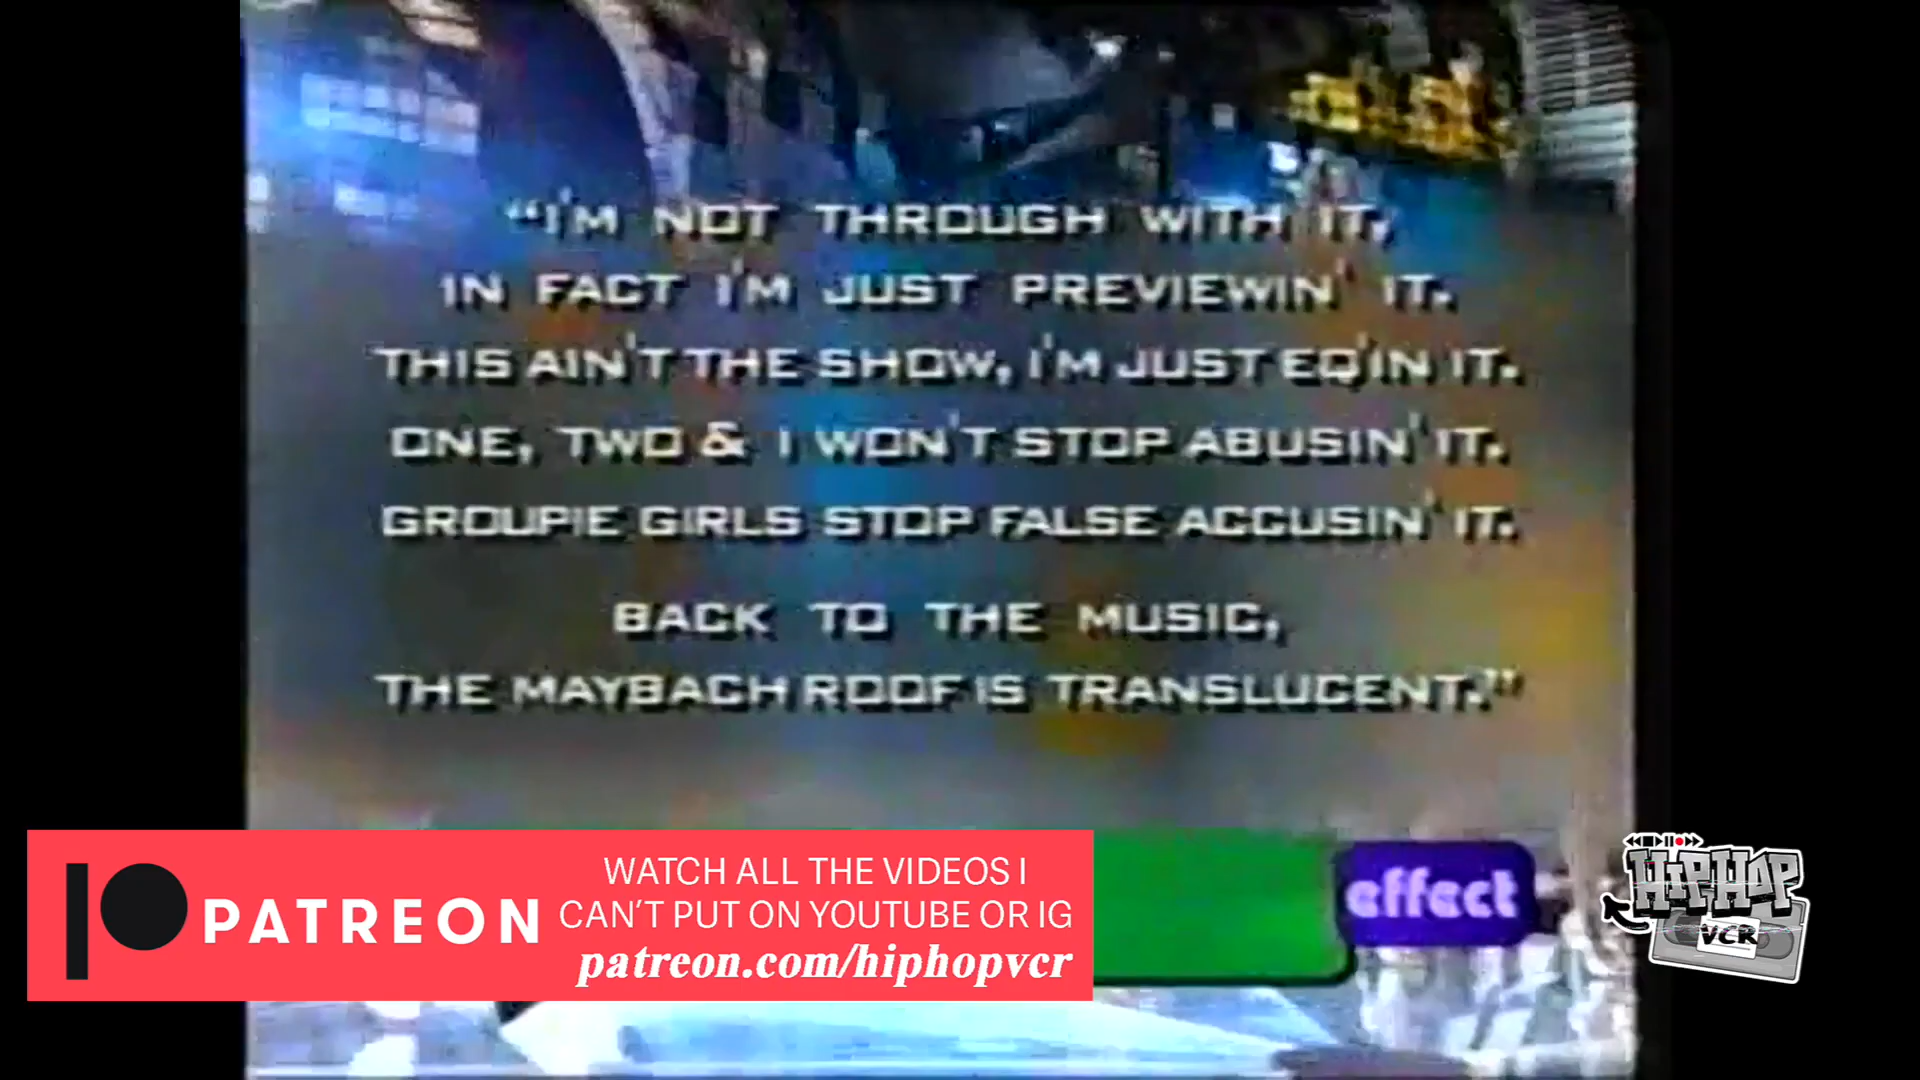 “I'M NOT THROUGH WITH IT,
IN FACT I'M JUST PREVIEWIN' IT.
THIS AIN'T THE SHOW, I'M JUST EQ'IN IT.
ONE, TWO & I WON'T STOP ABUSIN' IT.
GROUPIE GIRLS STOP FALSE ACCUSIN' IT.
BACK TO THE MUSIC,
THE MAYBACH ROOF IS TRANSLUCENT.”
effect
PATREON
WATCH ALL THE VIDEOS I
CAN'T PUT ON YOUTUBE OR IG
patreon.com/hiphopvcr
HIPHOP
VCR